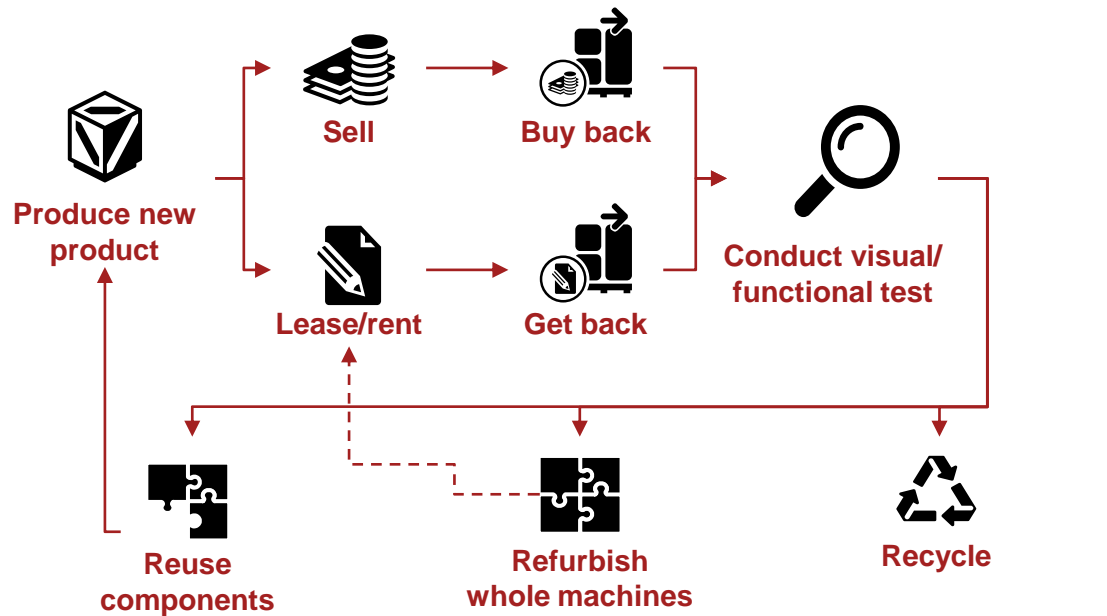 Sell
Buy back
Produce new
product
Lease/rent
Get back
Conduct visual/
functional test
Reuse
components
Refurbish
whole machines
Recycle